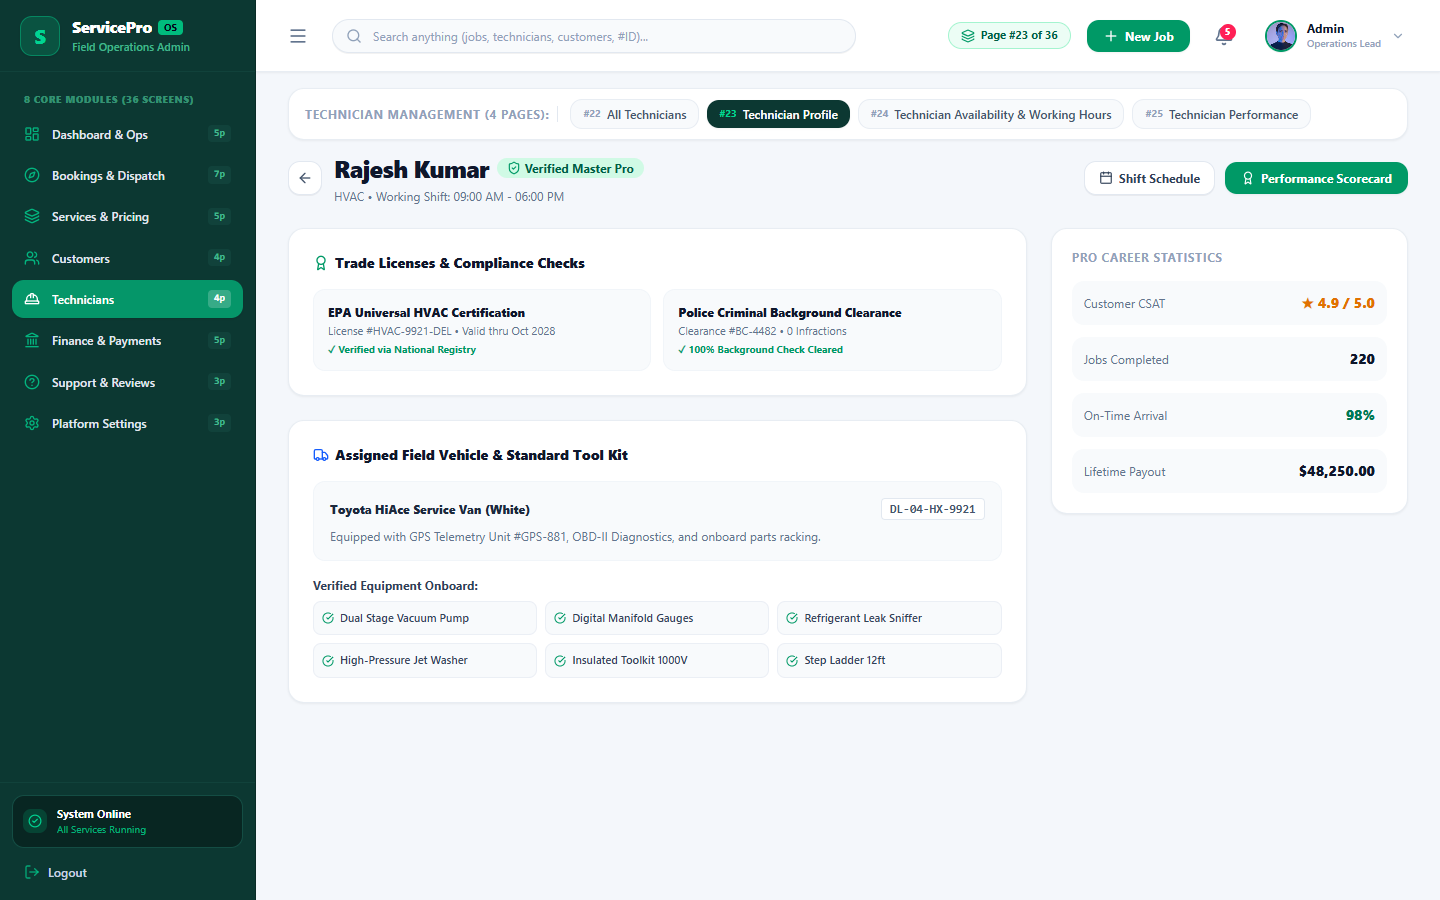 S
ServicePro OS
Field Operations Admin
8 CORE MODULES (36 SCREENS)
Dashboard & Ops 5p
Bookings & Dispatch 7p
Services & Pricing 5p
Customers 4p
Technicians 4p
Finance & Payments 5p
Support & Reviews 3p
Platform Settings 3p
System Online
All Services Running
Logout
Search anything (jobs, technicians, customers, #ID)...
Page #23 of 36
New Job
5
Admin
Operations Lead
TECHNICIAN MANAGEMENT (4 PAGES):
#22 All Technicians
#23 Technician Profile
#24 Technician Availability & Working Hours
#25 Technician Performance
Rajesh Kumar
Verified Master Pro
HVAC • Working Shift: 09:00 AM - 06:00 PM
Shift Schedule
Performance Scorecard
Trade Licenses & Compliance Checks
EPA Universal HVAC Certification
License #HVAC-9921-DEL • Valid thru Oct 2028
✓ Verified via National Registry
Police Criminal Background Clearance
Clearance #BC-4482 • 0 Infractions
✓ 100% Background Check Cleared
Assigned Field Vehicle & Standard Tool Kit
Toyota HiAce Service Van (White)
DL-04-HX-9921
Equipped with GPS Telemetry Unit #GPS-881, OBD-II Diagnostics, and onboard parts racking.
Verified Equipment Onboard:
Dual Stage Vacuum Pump
Digital Manifold Gauges
Refrigerant Leak Sniffer
High-Pressure Jet Washer
Insulated Toolkit 1000V
Step Ladder 12ft
PRO CAREER STATISTICS
Customer CSAT ★ 4.9 / 5.0
Jobs Completed 220
On-Time Arrival 98%
Lifetime Payout $48,250.00